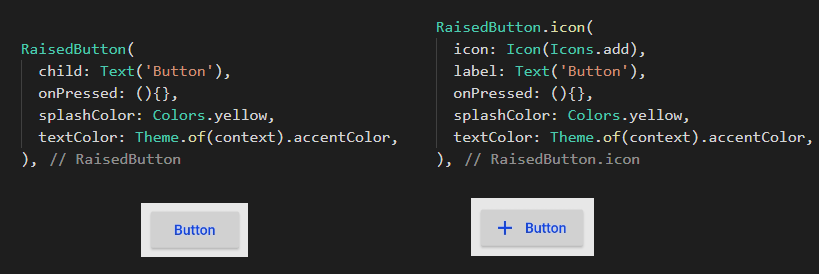 RaisedButton(
child: Text('Button'),
onPressed: (){},
splashColor: Colors.yellow,
textColor: Theme.of(context).accentColor,
), // RaisedButton
Button
RaisedButton.icon(
icon: Icon(Icons.add),
label: Text('Button'),
onPressed: (){},
splashColor: Colors.yellow,
textColor: Theme.of(context).accentColor,
), // RaisedButton.icon
+ Button